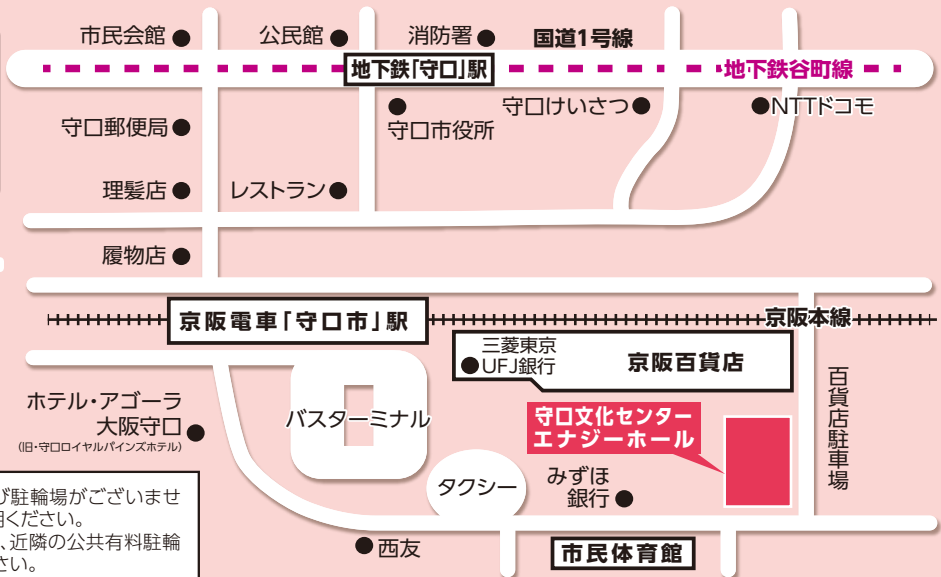 市民会館
公民館
消防署
国道1号線
地下鉄「守口」駅
地下鉄谷町線
守口郵便局
守口市役所
守口けいさつ
NTTドコモ
理髪店
レストラン
履物店
京阪電車「守口市」駅
京阪本線
三菱東京
UFJ銀行
京阪百貨店
百貨店駐車場
ホテル・アゴーラ
大阪守口
(旧・守口ロイヤルパインズホテル)
バスターミナル
守口文化センター
エナジーホール
タクシー
みずほ
銀行
西友
市民体育館
び駐輪場がございませ
用ください。
、近隣の公共有料駐輪
さい。